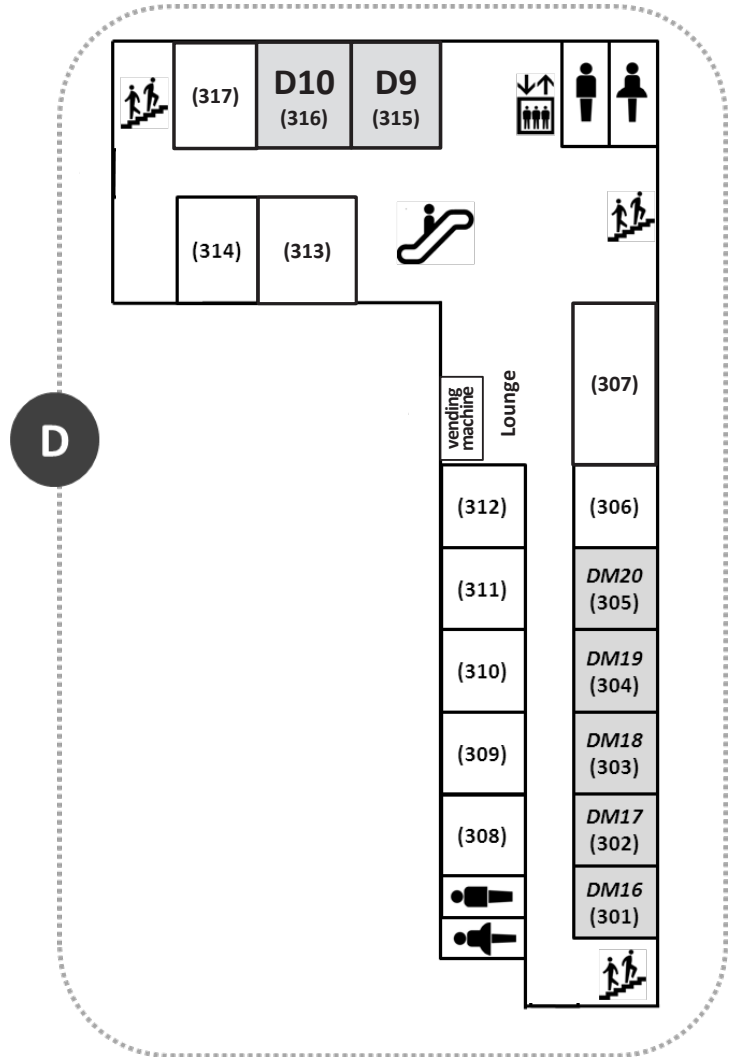 (317)
D10
(316)
D9
(315)
(314)
(313)
D
(307)
vending
machine
Lounge
(312)
(306)
(311)
DM20
(305)
(310)
DM19
(304)
(309)
DM18
(303)
(308)
DM17
(302)
DM16
(301)